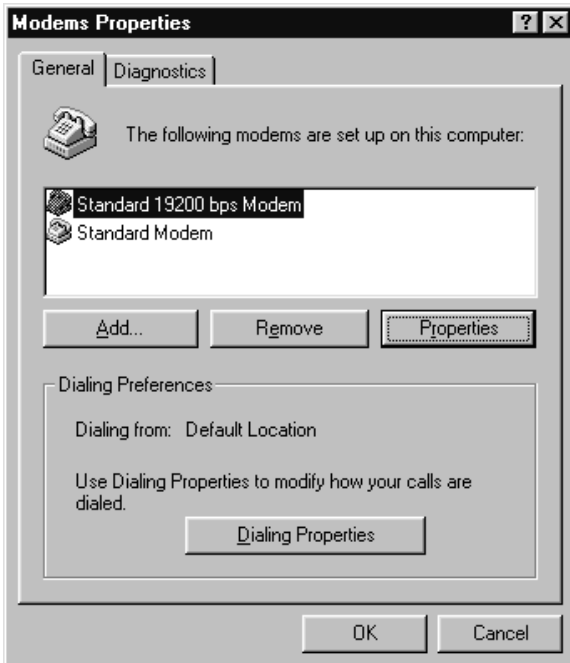 Modems Properties
General
Diagnostics
The following modems are set up on this computer:
Standard 19200 bps Modem
Standard Modem
Add...
Remove
Properties
Dialing Preferences
Dialing from: Default Location
Use Dialing Properties to modify how your calls are
dialed.
Dialing Properties
OK
Cancel